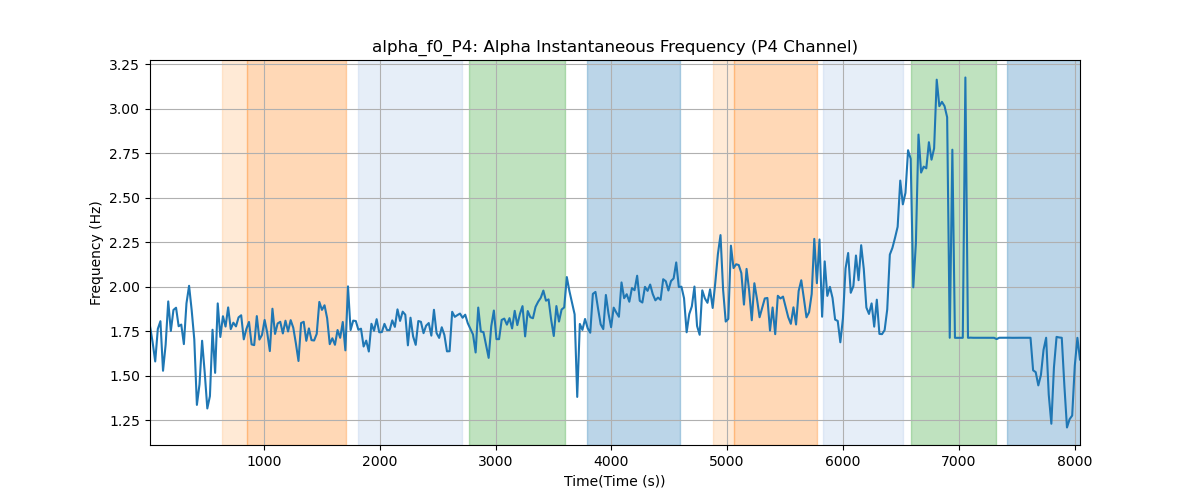 alpha_f0_P4: Alpha Instantaneous Frequency (P4 Channel)
3.25
3.00
2.75
2.50
2.25
2.00
1.75
1.50
1.25
Frequency (Hz)
1000 2000 3000 4000 5000 6000 7000 8000
Time(Time (s))